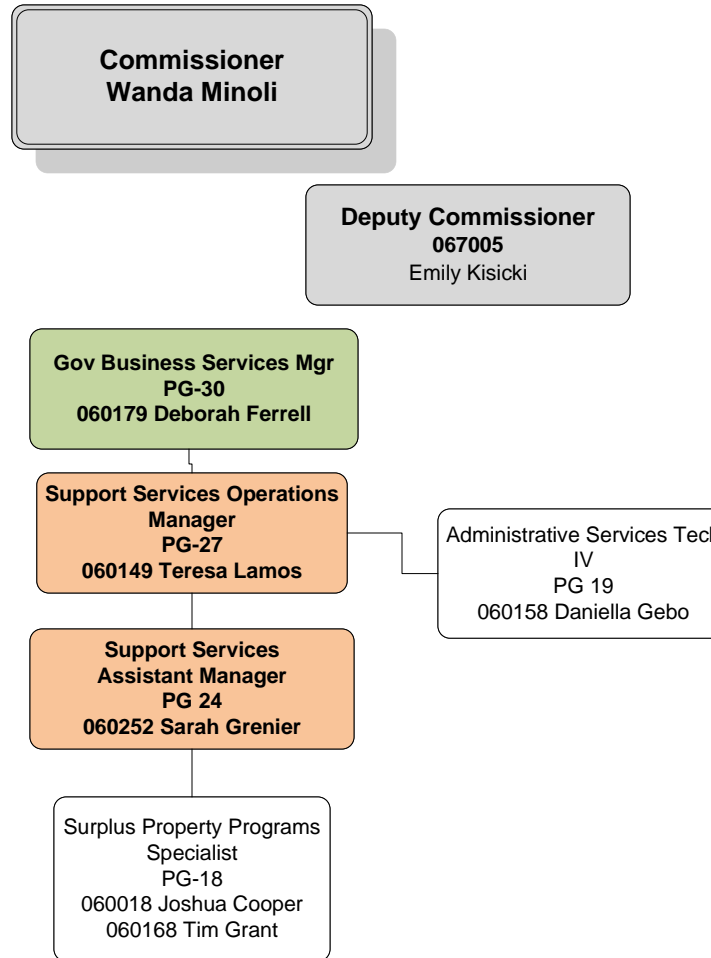 Commissioner
Wanda Minoli
Deputy Commissioner
067005
Emily Kisicki
Gov Business Services Mgr
PG-30
060179 Deborah Ferrell
Support Services Operations
Manager
PG-27
060149 Teresa Lamos
Administrative Services Tech
IV
PG 19
060158 Daniella Gebo
Support Services
Assistant Manager
PG 24
060252 Sarah Grenier
Surplus Property Programs
Specialist
PG-18
060018 Joshua Cooper
060168 Tim Grant